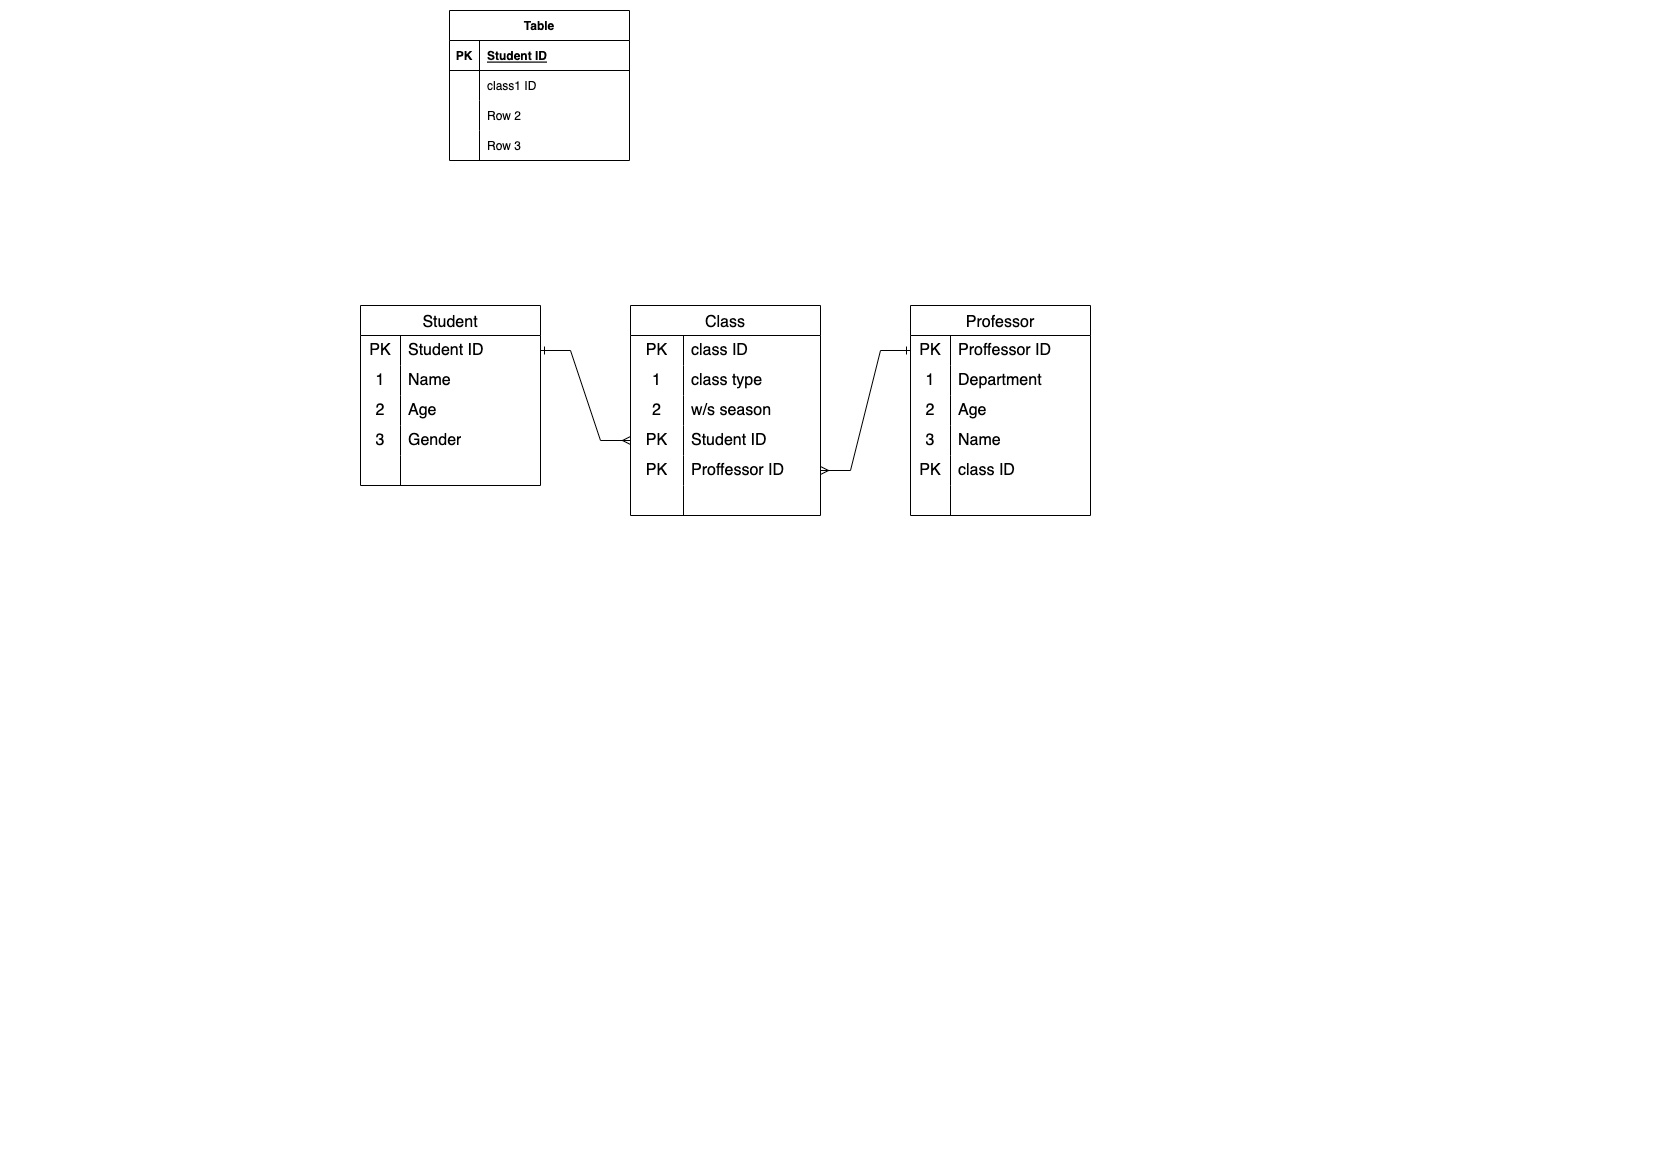 Table
PK Student ID
class1 ID
Row 2
Row 3
Student
PK Student ID
1 Name
2 Age
3 Gender
Class
PK class ID
1 class type
2 w/s season
PK Student ID
PK Proffessor ID
Professor
PK Proffessor ID
1 Department
2 Age
3 Name
PK class ID